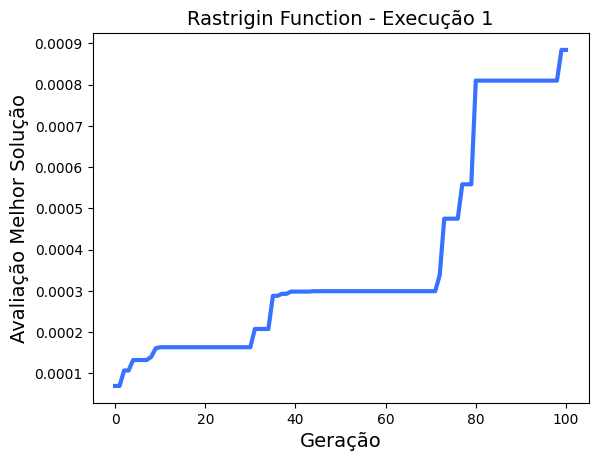 Rastrigin Function - Execução 1
Avaliação Melhor Solução
0.0009
0.0008
0.0007
0.0006
0.0005
0.0004
0.0003
0.0002
0.0001
0 20 40 60 80 100
Geração